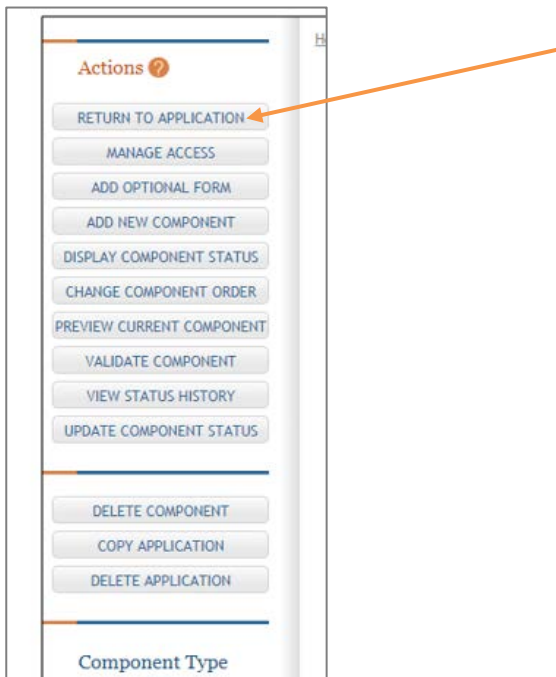 Actions ?
RETURN TO APPLICATION
MANAGE ACCESS
ADD OPTIONAL FORM
ADD NEW COMPONENT
DISPLAY COMPONENT STATUS
CHANGE COMPONENT ORDER
PREVIEW CURRENT COMPONENT
VALIDATE COMPONENT
VIEW STATUS HISTORY
UPDATE COMPONENT STATUS
DELETE COMPONENT
COPY APPLICATION
DELETE APPLICATION
Component Type